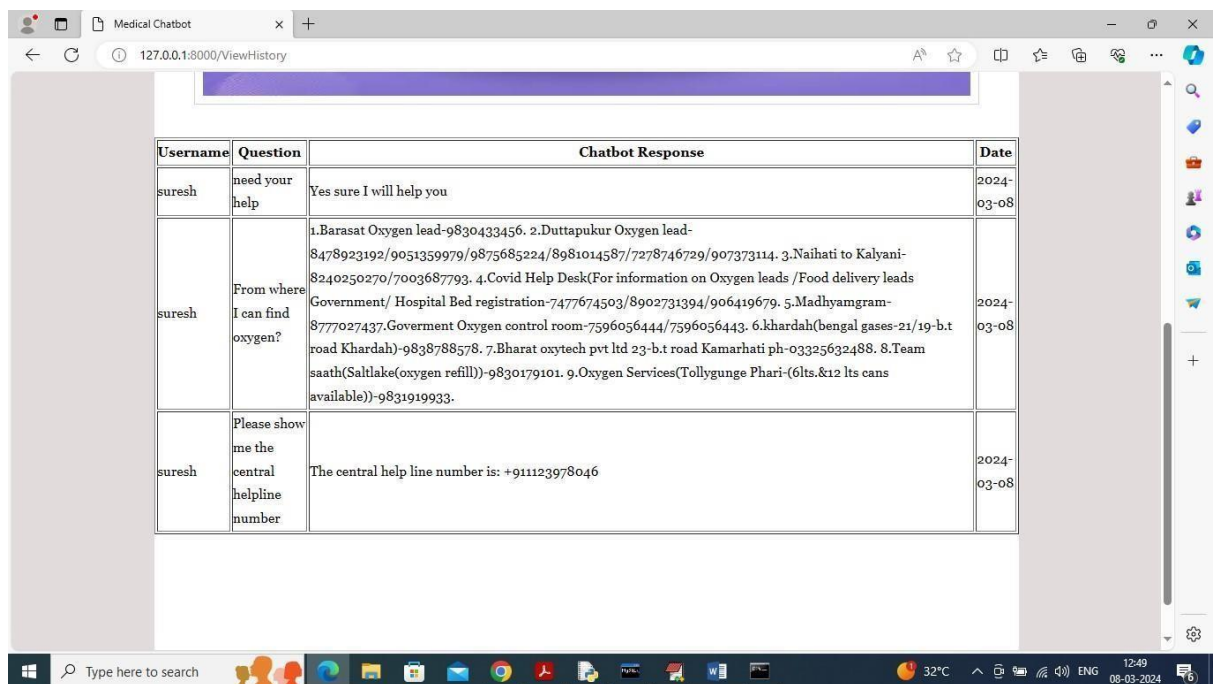 Medical Chatbot
127.0.0.1:8000/ViewHistory
Username Question Chatbot Response Date
suresh
need your
help
Yes sure I will help you
2024-
03-08
suresh
From where
I can find
oxygen?
1.Barasat Oxygen lead-9830433456. 2.Duttapukur Oxygen lead-
8478923192/9051359979/9875685224/8981014587/7278746729/907373114. 3.Naihati to Kalyani-
8240250270/7003687793. 4.Covid Help Desk(For information on Oxygen leads /Food delivery leads
Government/ Hospital Bed registration-7477674503/8902731394/906419679. 5.Madhyamgram-
8777027437.Goverment Oxygen control room-7596056444/7596056443. 6.khardah(bengal gases-21/19-b.t
road Khardah)-9838788578. 7.Bharat oxytech pvt ltd 23-b.t road Kamarhati ph-03325632488. 8.Team
saath(Saltlake(oxygen refill))-9830179101. 9.Oxygen Services(Tollygunge Phari-(6lts.&12 lts cans
available))-9831919933.
2024-
03-08
suresh
Please show
me the
central
helpline
number
The central help line number is: +911123978046
2024-
03-08
Type here to search
32°C
ENG
12:49
08-03-2024
6